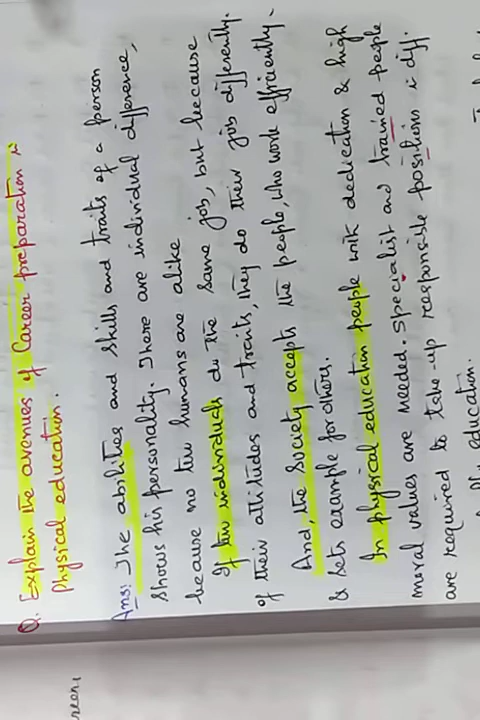 Q. Explain the avenues of Career preparation in
Physical education.
Ans: The abilities and skills and traits of a person
shows his personality. There are individual difference,
because no two humans are alike
If two individuals do the same job, but because
of their attitudes and traits, they do their job differently.
And, the society accepts the people, who work efficiently.
& sets example for others.
In physical education people with dedication & high
moral values are needed. Specialist and trained people
are required to take-up responsible positions i diff.
education.